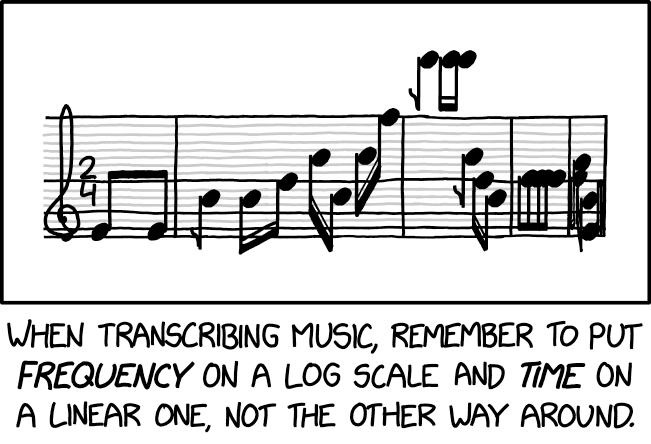 2
4
WHEN TRANSCRIBING MUSIC, REMEMBER TO PUT
FREQUENCY ON A LOG SCALE AND TIME ON
A LINEAR ONE, NOT THE OTHER WAY AROUND.